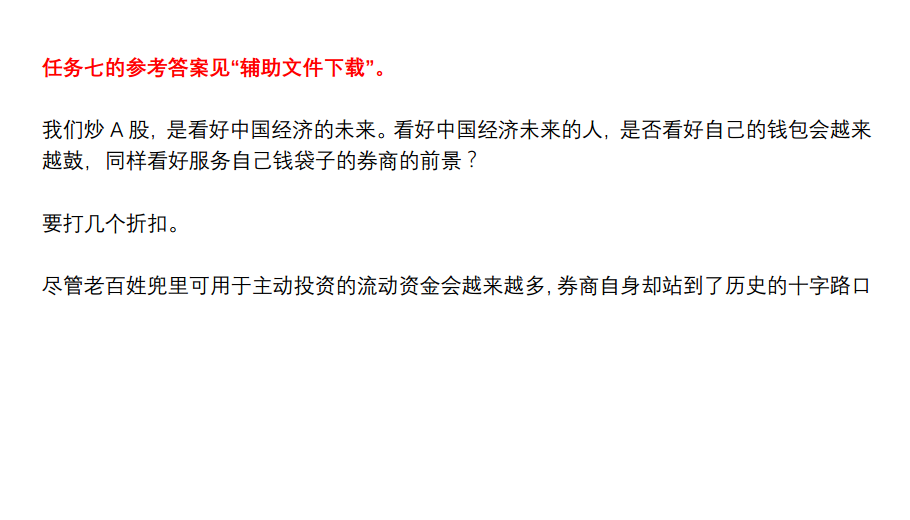 任务七的参考答案见“辅助文件下载”。
我们炒 A 股，是看好中国经济的未来。看好中国经济未来的人，是否看好自己的钱包会越来
越鼓，同样看好服务自己钱袋子的券商的前景？
要打几个折扣。
尽管老百姓兜里可用于主动投资的流动资金会越来越多，券商自身却站到了历史的十字路口